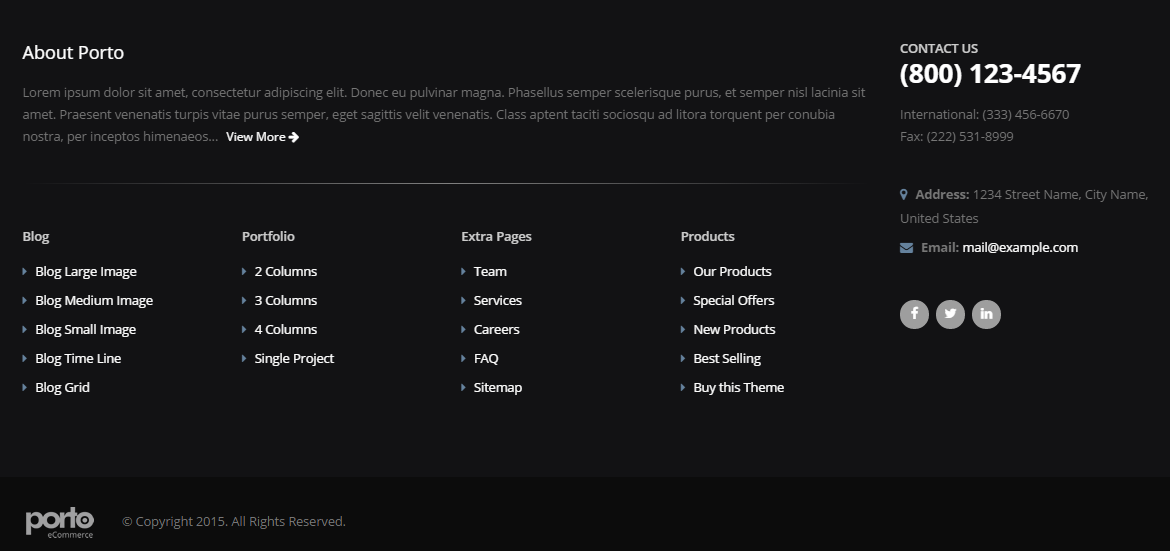 About Porto
Lorem ipsum dolor sit amet, consectetur adipiscing elit. Donec eu pulvinar magna. Phasellus semper scelerisque purus, et semper nisl lacinia sit
amet. Praesent venenatis turpis vitae purus semper, eget sagittis velit venenatis. Class aptent taciti sociosqu ad litora torquent per conubia
nostra, per inceptos himenaeos... View More
Blog
Blog Large Image
Blog Medium Image
Blog Small Image
Blog Time Line
Blog Grid
Portfolio
2 Columns
3 Columns
4 Columns
Single Project
Extra Pages
Team
Services
Careers
FAQ
Sitemap
Products
Our Products
Special Offers
New Products
Best Selling
Buy this Theme
CONTACT US
(800) 123-4567
International: (333) 456-6670
Fax: (222) 531-8999
Address: 1234 Street Name, City Name,
United States
Email: mail@example.com
porto
eCommerce
© Copyright 2015. All Rights Reserved.